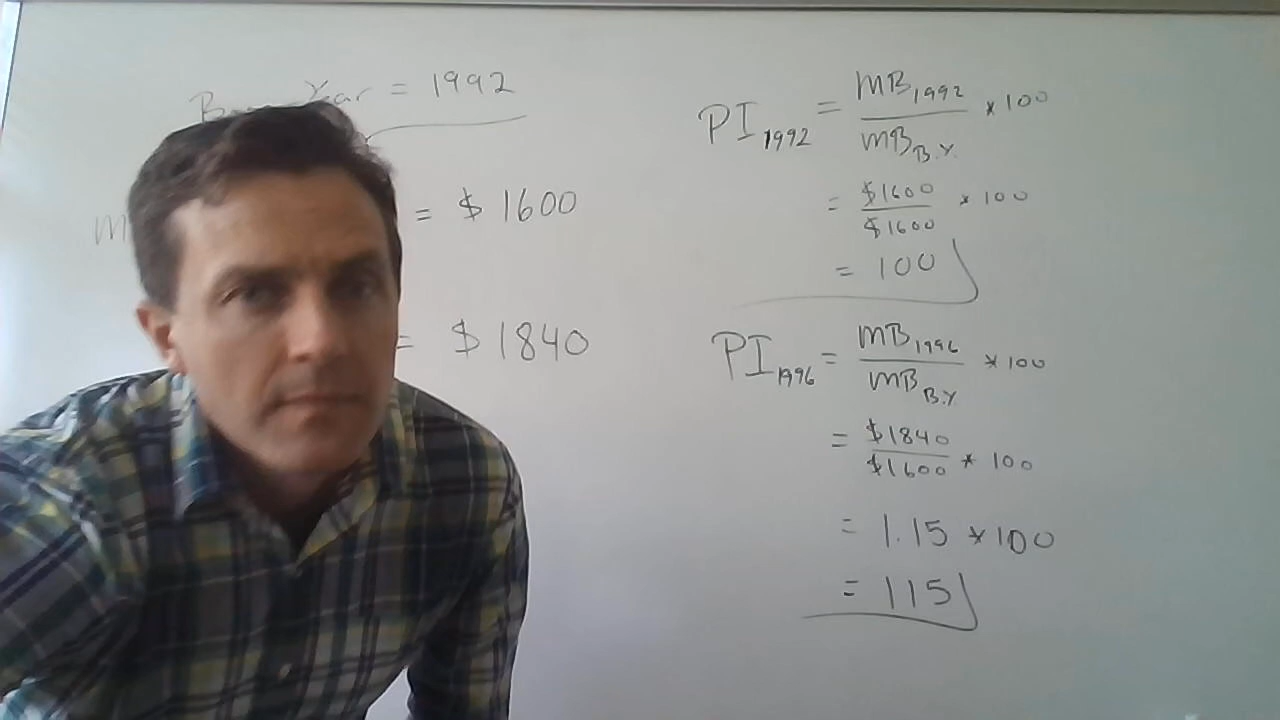 Year = 1992
M = $ 1600
= $ 1840
PI1992 = MB1992 / MBB.Y. * 100
= $1600 / $1600 * 100
= 100
PI1996 = MB1996 / MBB.Y * 100
= $1840 / $1600 * 100
= 1.15 * 100
= 115